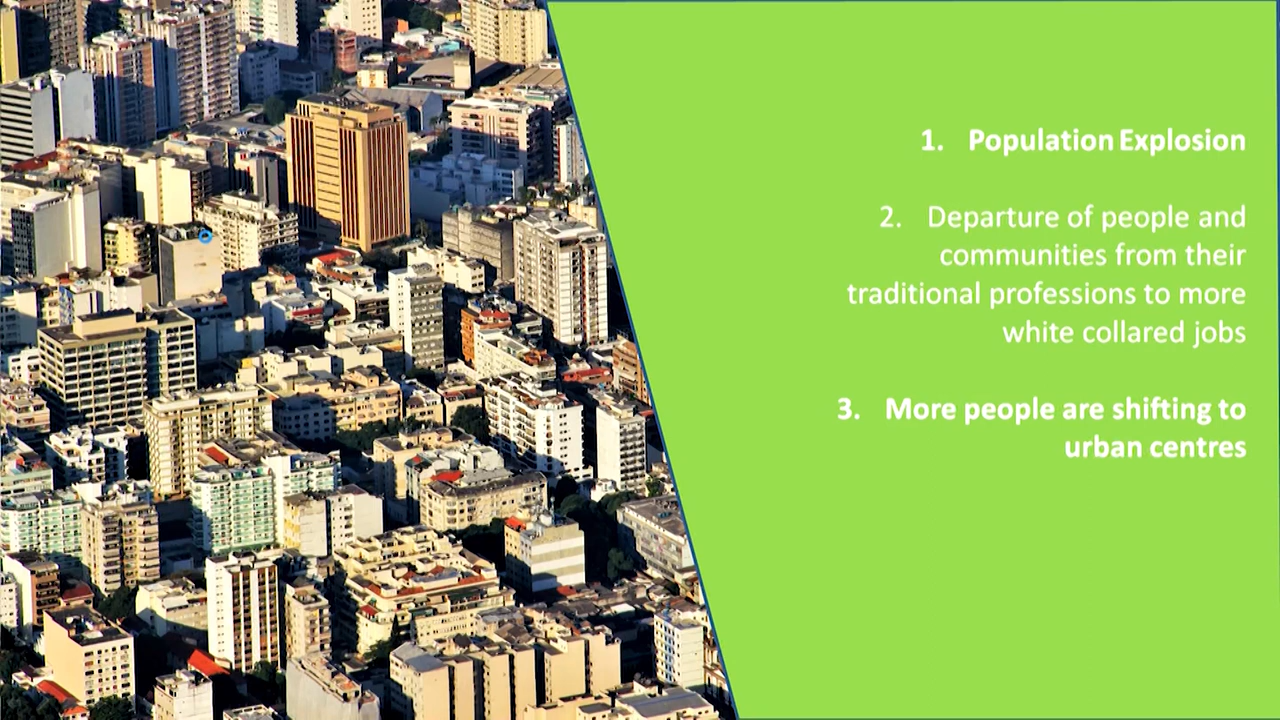 1. Population Explosion
2. Departure of people and
communities from their
traditional professions to more
white collared jobs
3. More people are shifting to
urban centres